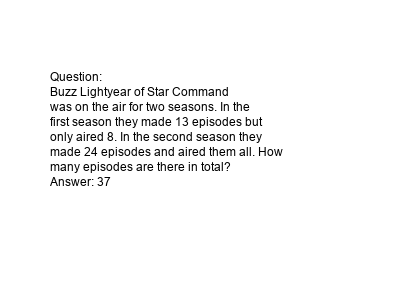 Question:
Buzz Lightyear of Star Command
was on the air for two seasons. In the
first season they made 13 episodes but
only aired 8. In the second season they
made 24 episodes and aired them all. How
many episodes are there in total?
Answer: 37